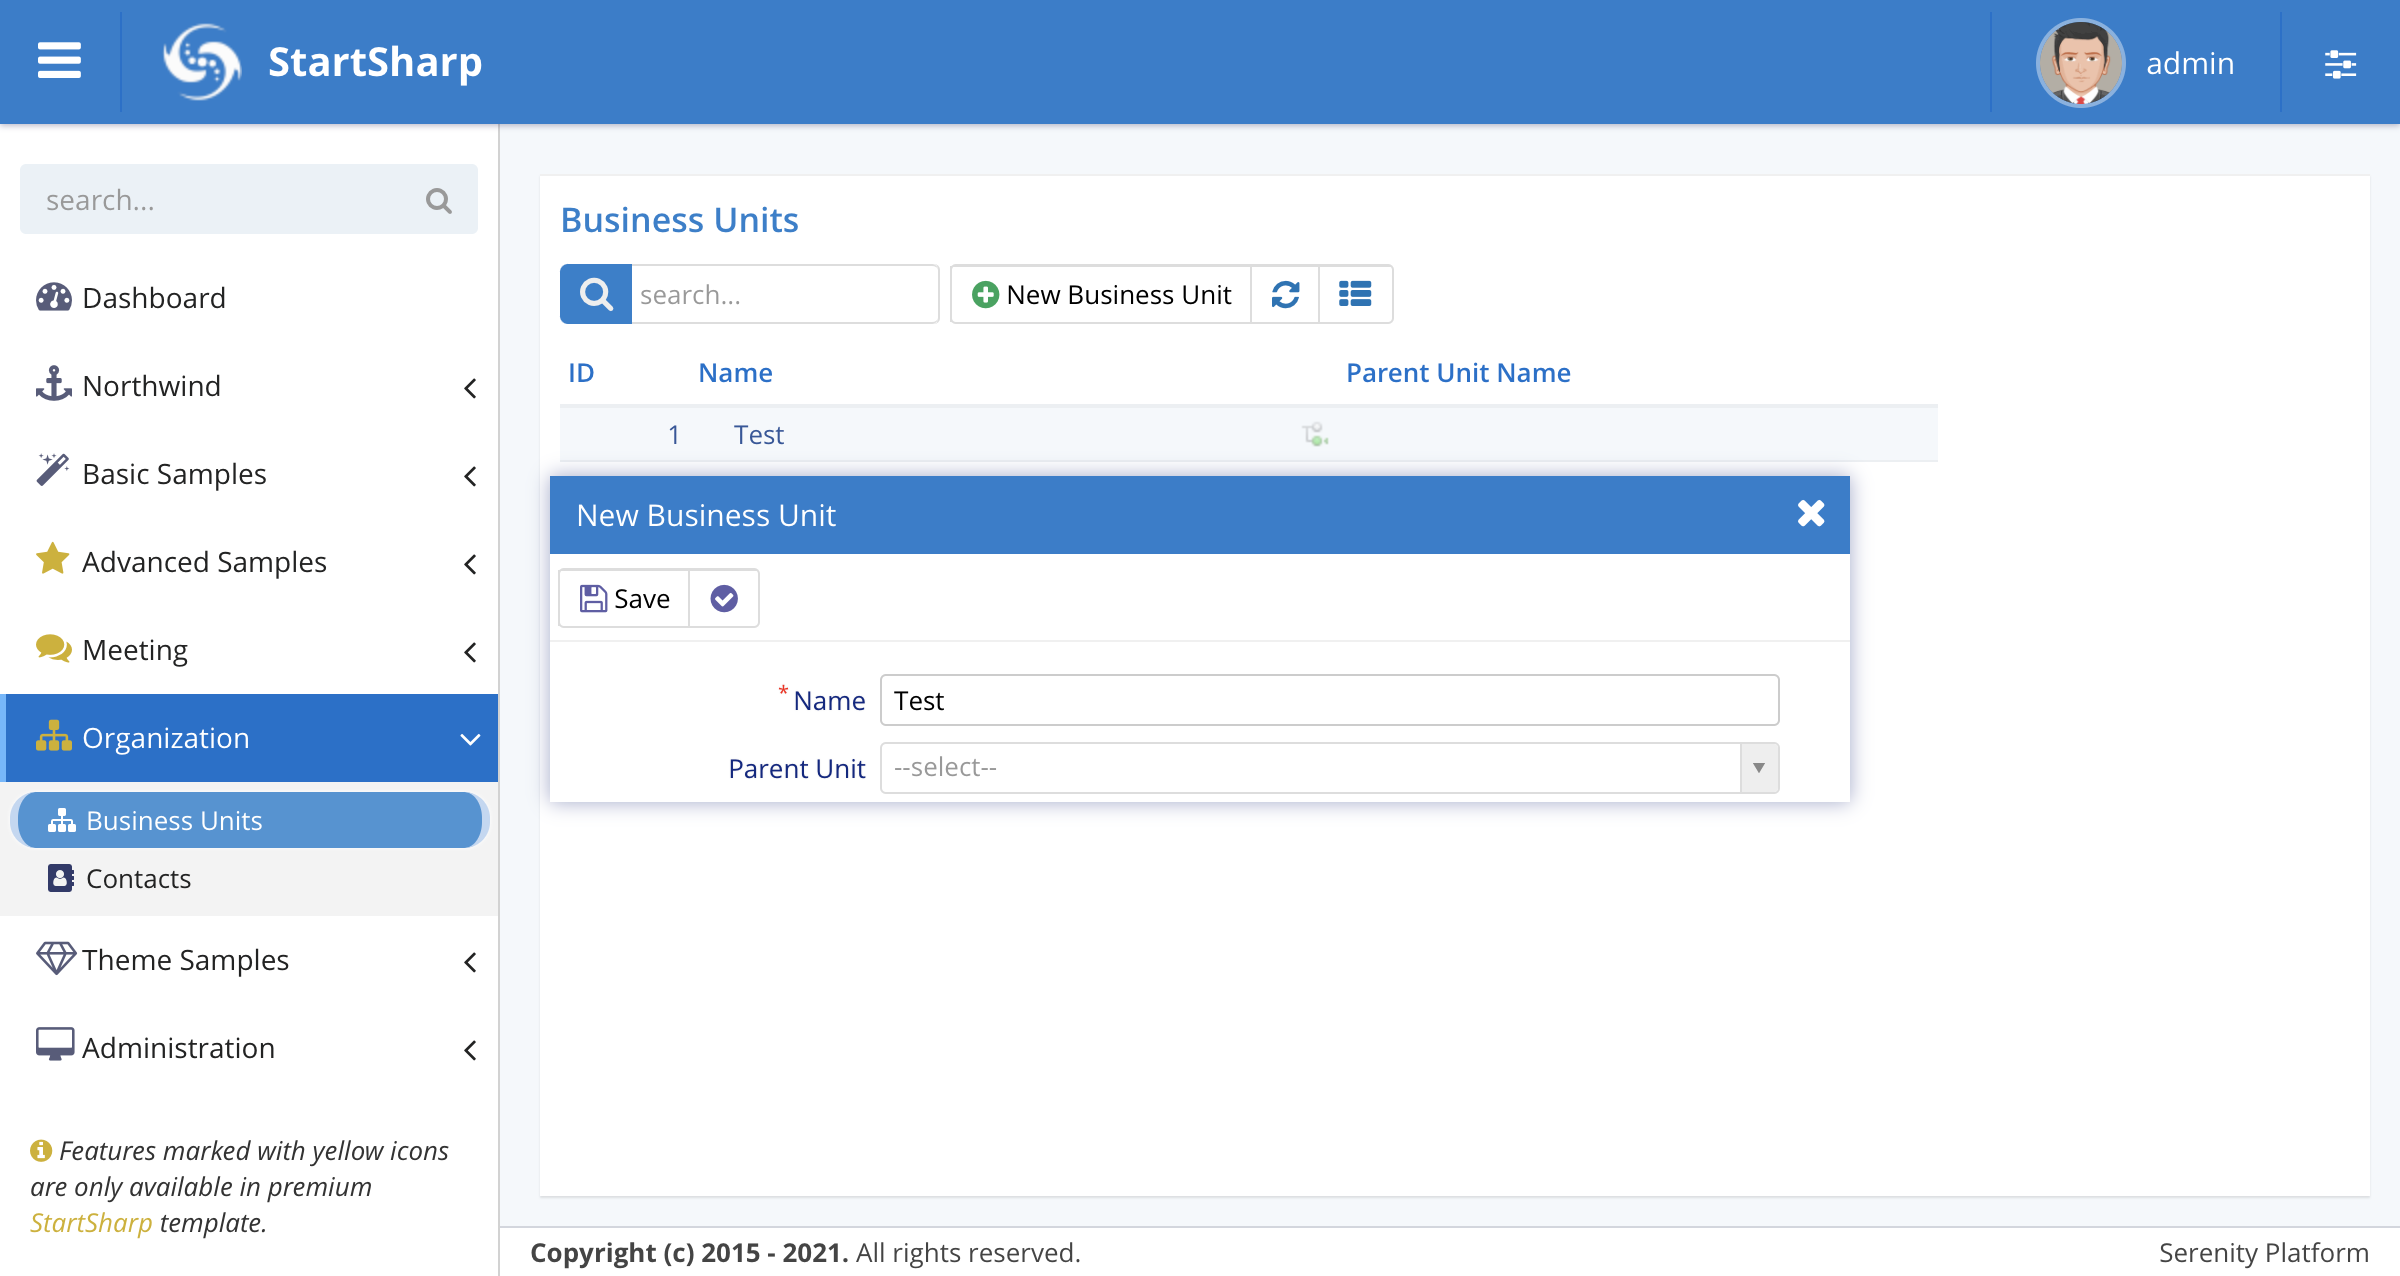 StartSharp
admin
search...
Dashboard
Northwind
Basic Samples
Advanced Samples
Meeting
Organization
Business Units
Contacts
Theme Samples
Administration
Features marked with yellow icons
are only available in premium
StartSharp template.
Business Units
search...
New Business Unit
ID Name Parent Unit Name
1 Test
New Business Unit
Save
* Name Test
Parent Unit --select--
Copyright (c) 2015 - 2021. All rights reserved.
Serenity Platform